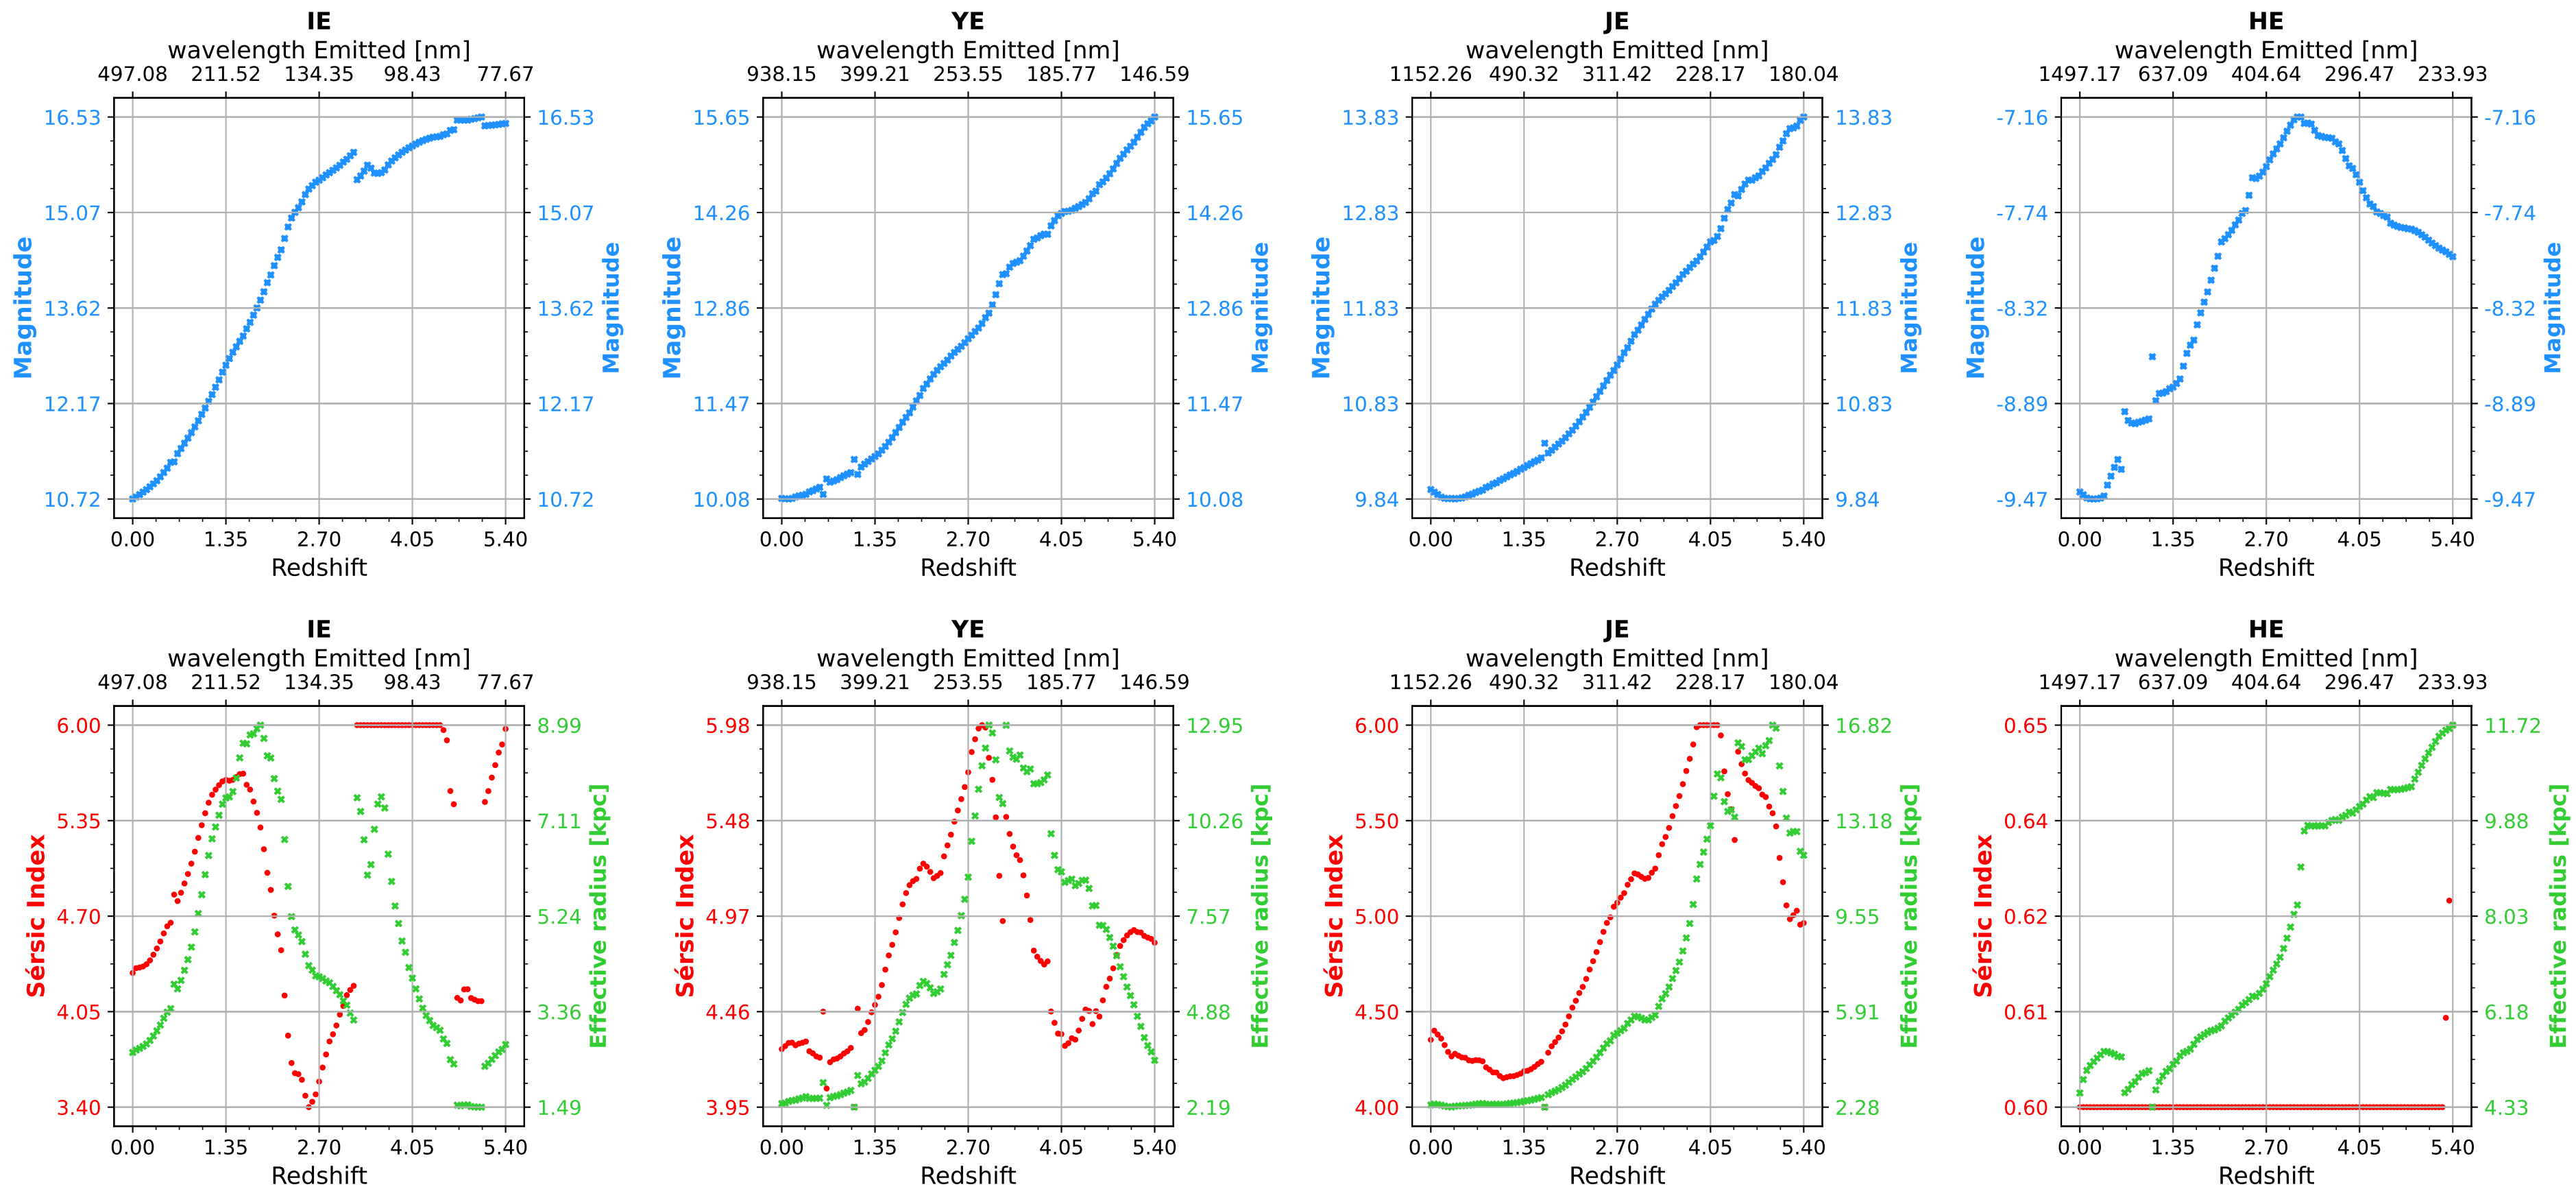 IE
wavelength Emitted [nm]
497.08 211.52 134.35 98.43 77.67
16.53 16.53
15.07 15.07
13.62 13.62
12.17 12.17
10.72 10.72
Magnitude Magnitude
0.00 1.35 2.70 4.05 5.40
Redshift
YE
wavelength Emitted [nm]
938.15 399.21 253.55 185.77 146.59
15.65 15.65
14.26 14.26
12.86 12.86
11.47 11.47
10.08 10.08
Magnitude Magnitude
0.00 1.35 2.70 4.05 5.40
Redshift
JE
wavelength Emitted [nm]
1152.26 490.32 311.42 228.17 180.04
13.83 13.83
12.83 12.83
11.83 11.83
10.83 10.83
9.84 9.84
Magnitude Magnitude
0.00 1.35 2.70 4.05 5.40
Redshift
HE
wavelength Emitted [nm]
1497.17 637.09 404.64 296.47 233.93
-7.16 -7.16
-7.74 -7.74
-8.32 -8.32
-8.89 -8.89
-9.47 -9.47
Magnitude Magnitude
0.00 1.35 2.70 4.05 5.40
Redshift
IE
wavelength Emitted [nm]
497.08 211.52 134.35 98.43 77.67
6.00 8.99
5.35 7.11
4.70 5.24
4.05 3.36
3.40 1.49
Sérsic Index Effective radius [kpc]
0.00 1.35 2.70 4.05 5.40
Redshift
YE
wavelength Emitted [nm]
938.15 399.21 253.55 185.77 146.59
5.98 12.95
5.48 10.26
4.97 7.57
4.46 4.88
3.95 2.19
Sérsic Index Effective radius [kpc]
0.00 1.35 2.70 4.05 5.40
Redshift
JE
wavelength Emitted [nm]
1152.26 490.32 311.42 228.17 180.04
6.00 16.82
5.50 13.18
5.00 9.55
4.50 5.91
4.00 2.28
Sérsic Index Effective radius [kpc]
0.00 1.35 2.70 4.05 5.40
Redshift
HE
wavelength Emitted [nm]
1497.17 637.09 404.64 296.47 233.93
0.65 11.72
0.64 9.88
0.62 8.03
0.61 6.18
0.60 4.33
Sérsic Index Effective radius [kpc]
0.00 1.35 2.70 4.05 5.40
Redshift